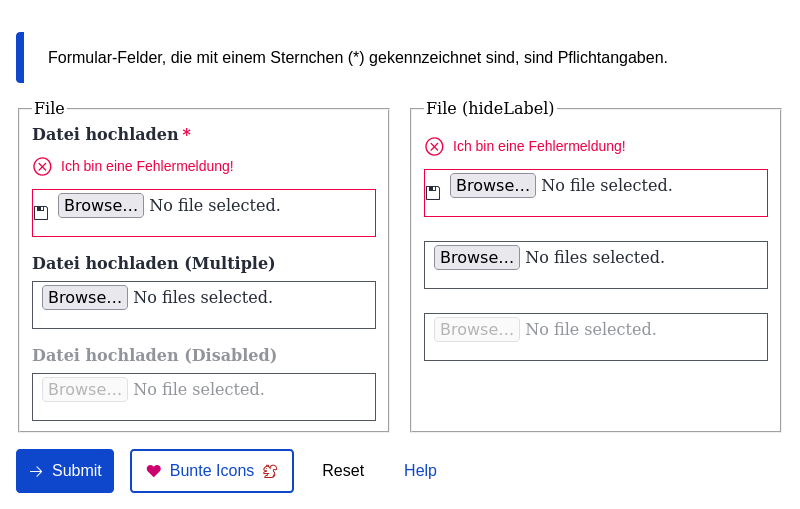 Formular-Felder, die mit einem Sternchen (*) gekennzeichnet sind, sind Pflichtangaben.
File
Datei hochladen *
Ich bin eine Fehlermeldung!
Browse... No file selected.
Datei hochladen (Multiple)
Browse... No files selected.
Datei hochladen (Disabled)
Browse... No file selected.
File (hideLabel)
Ich bin eine Fehlermeldung!
Browse... No file selected.
Browse... No files selected.
Browse... No file selected.
Submit Bunte Icons Reset Help